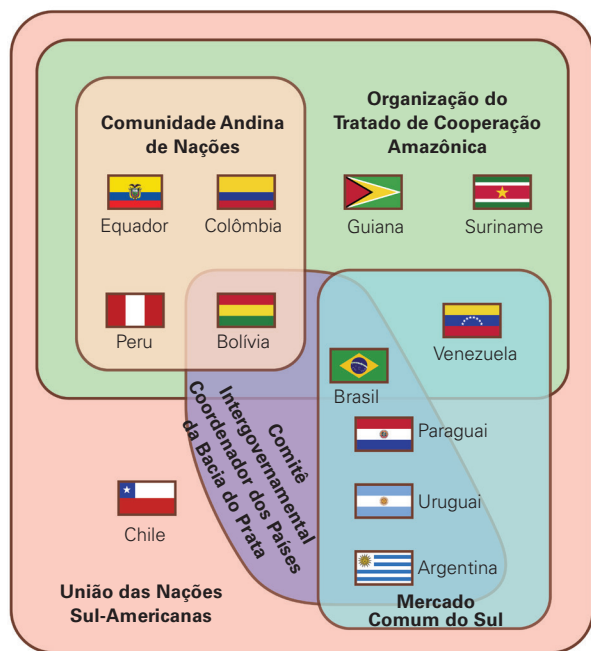 Comunidade Andina
de Nações
Organização do
Tratado de Cooperação
Amazônica
Equador
Colômbia
Guiana
Suriname
Peru
Bolívia
Venezuela
Brasil
Comitê
Intergovernamental
Coordenador dos Países
da Bacia do Prata
Paraguai
Uruguai
Chile
Argentina
União das Nações
Sul-Americanas
Mercado
Comum do Sul